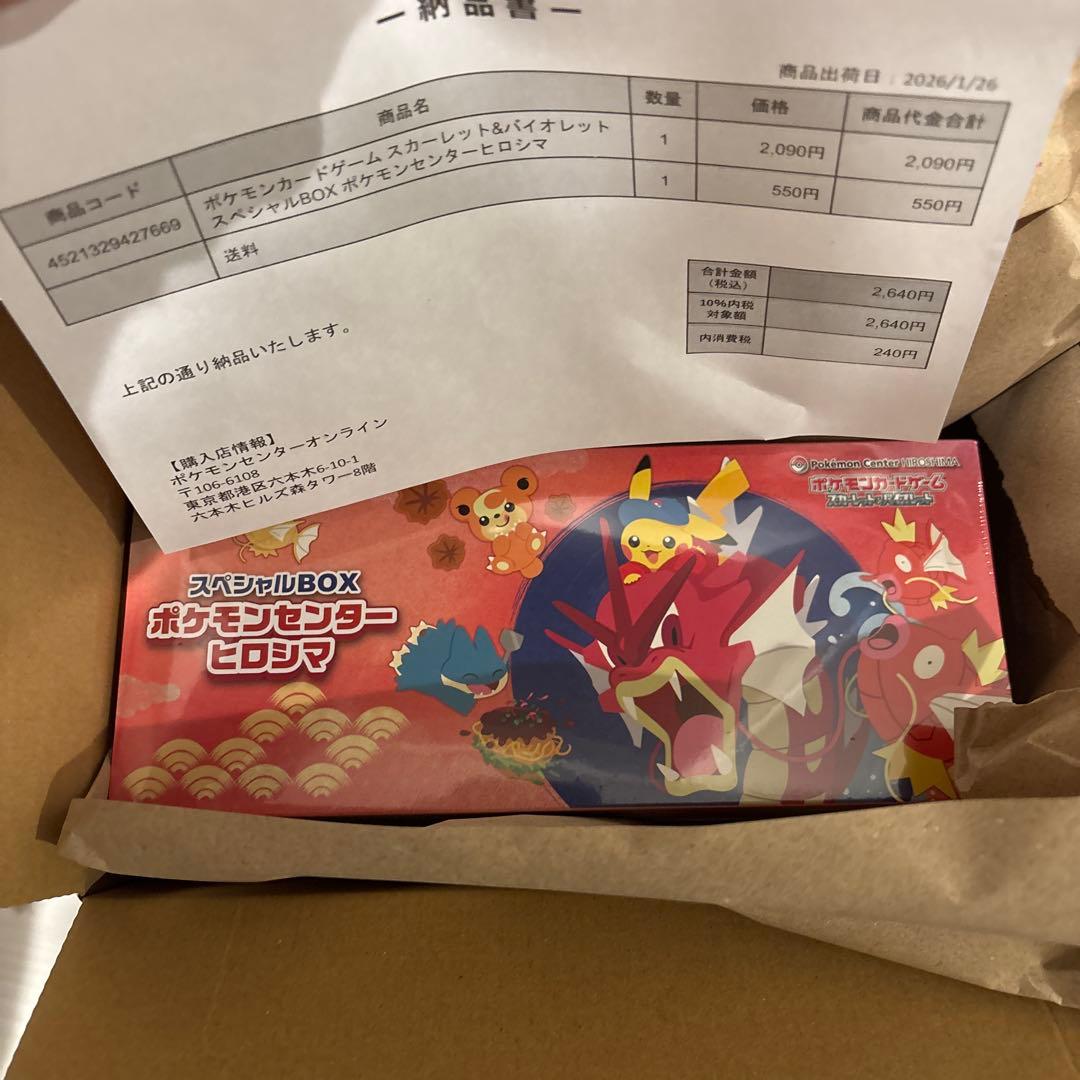 ー 納品書 ー
商品出荷日：2026/1/26
商品コード 商品名 数量 価格 商品代金合計
4521329427669 ポケモンカードゲーム スカーレット&バイオレット
スペシャルBOX ポケモンセンターヒロシマ 1 2,090円 2,090円
送料 1 550円 550円
合計金額
（税込） 2,640円
10%内税
対象額 2,640円
内消費税 240円
上記の通り納品いたします。
【購入店情報】
ポケモンセンターオンライン
〒106-6108
東京都港区六本木6-10-1
六本木ヒルズ森タワー8階
Pokémon Center HIROSHIMA
ポケモンカードゲーム
スカーレット&バイオレット
スペシャルBOX
ポケモンセンター
ヒロシマ